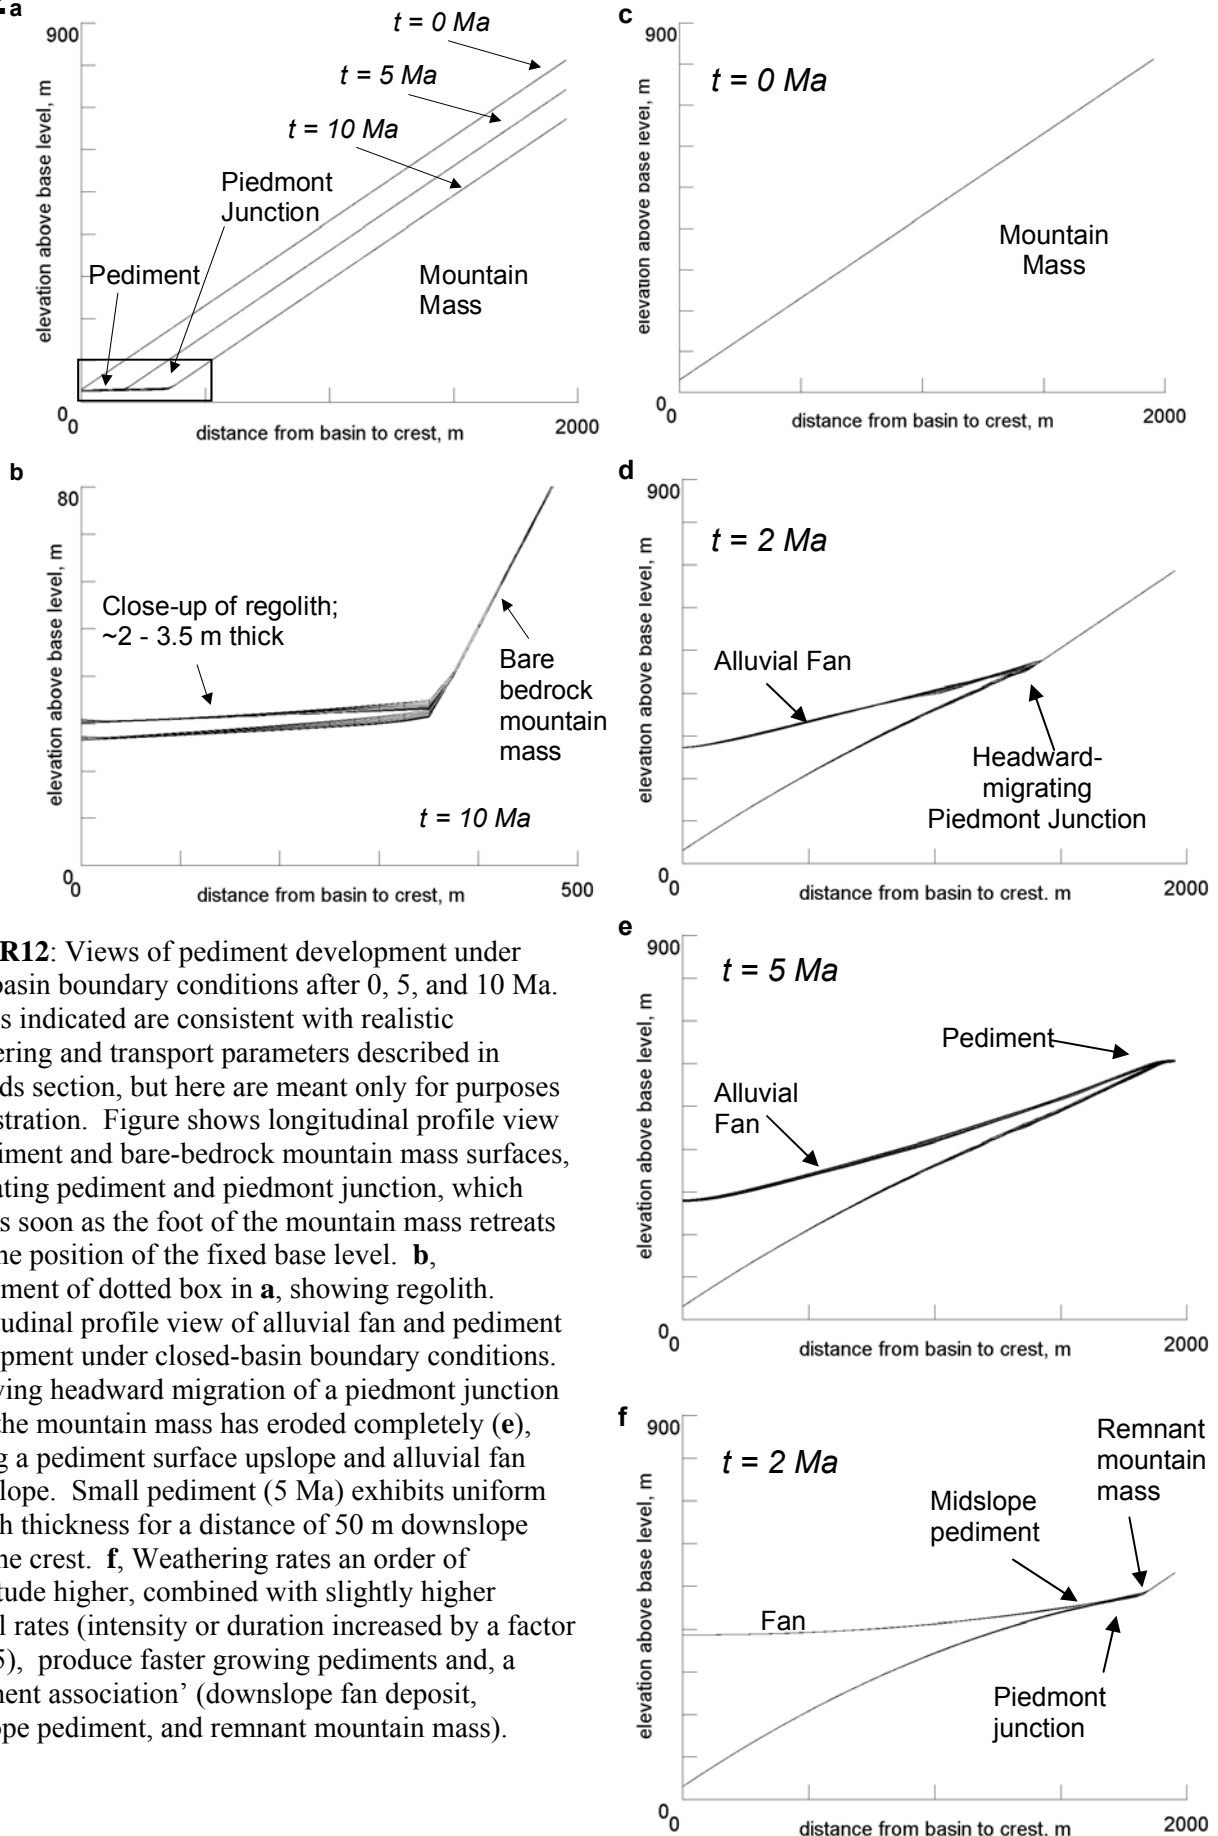 a
900
t = 0 Ma
t = 5 Ma
t = 10 Ma
Piedmont
Junction
Pediment
Mountain
Mass
elevation above base level, m
0
0
distance from basin to crest, m
2000
b
80
Close-up of regolith;
~2 - 3.5 m thick
Bare
bedrock
mountain
mass
t = 10 Ma
elevation above base level, m
0
0
distance from basin to crest, m
500
c
900
t = 0 Ma
Mountain
Mass
elevation above base level, m
0
0
distance from basin to crest, m
2000
d
900
t = 2 Ma
Alluvial Fan
Headward-
migrating
Piedmont Junction
elevation above base level, m
0
0
distance from basin to crest, m
2000
e
900
t = 5 Ma
Pediment
Alluvial
Fan
elevation above base level, m
0
0
distance from basin to crest, m
2000
f
900
t = 2 Ma
Remnant
mountain
mass
Midslope
pediment
Fan
Piedmont
junction
elevation above base level, m
0
0
distance from basin to crest, m
2000
R12: Views of pediment development under
basin boundary conditions after 0, 5, and 10 Ma.
s indicated are consistent with realistic
ering and transport parameters described in
ds section, but here are meant only for purposes
stration. Figure shows longitudinal profile view
iment and bare-bedrock mountain mass surfaces,
ating pediment and piedmont junction, which
s soon as the foot of the mountain mass retreats
he position of the fixed base level. b,
ment of dotted box in a, showing regolith.
tudinal profile view of alluvial fan and pediment
opment under closed-basin boundary conditions.
ving headward migration of a piedmont junction
the mountain mass has eroded completely (e),
g a pediment surface upslope and alluvial fan
lope. Small pediment (5 Ma) exhibits uniform
h thickness for a distance of 50 m downslope
he crest. f, Weathering rates an order of
tude higher, combined with slightly higher
l rates (intensity or duration increased by a factor
5), produce faster growing pediments and, a
nent association’ (downslope fan deposit,
ope pediment, and remnant mountain mass).